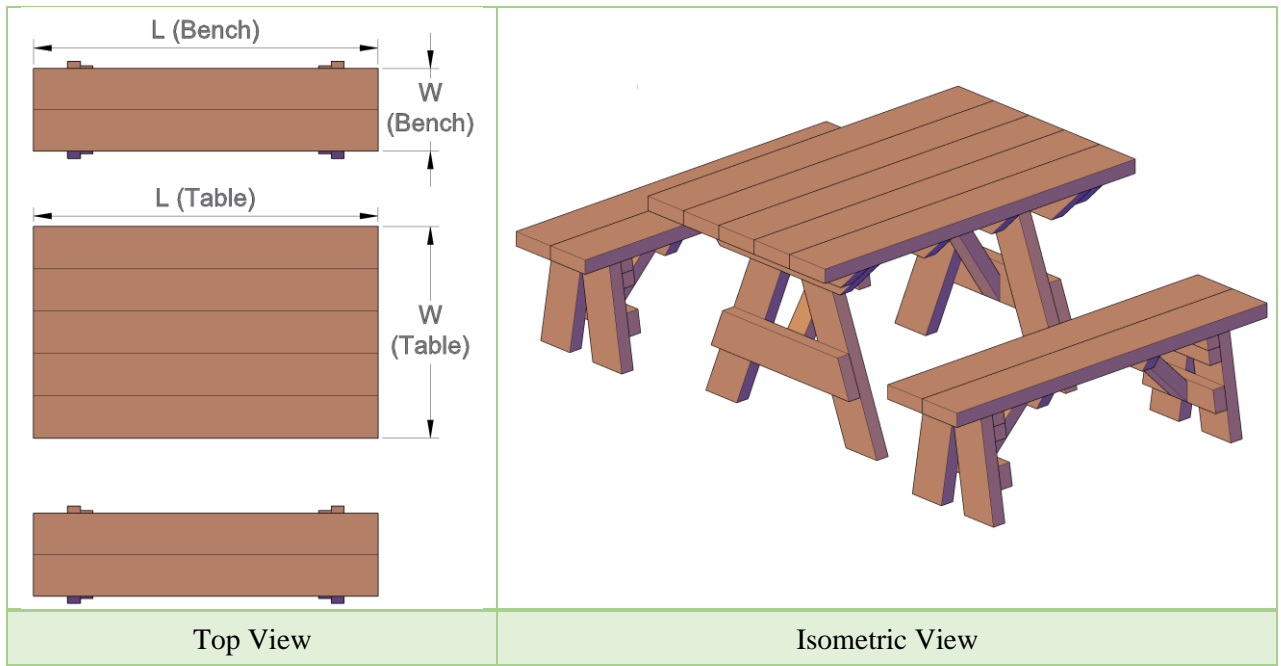 L (Bench)
W
(Bench)
L (Table)
W
(Table)
Top View
Isometric View